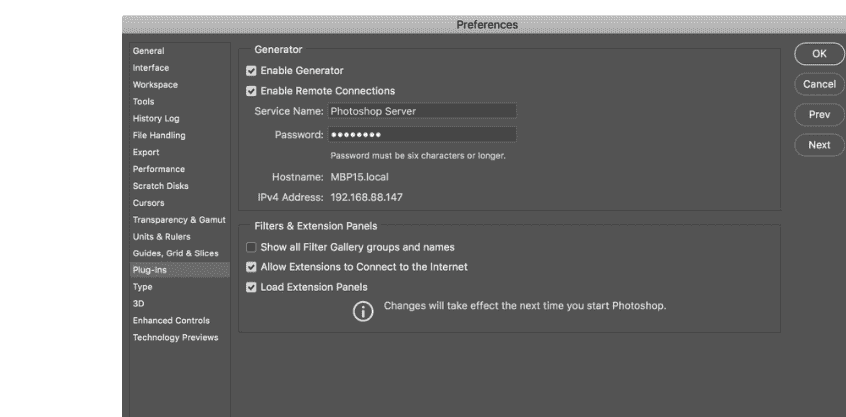 Preferences
General
Interface
Workspace
Tools
History Log
File Handling
Export
Performance
Scratch Disks
Cursors
Transparency & Gamut
Units & Rulers
Guides, Grid & Slices
Plug-Ins
Type
3D
Enhanced Controls
Technology Previews
Generator
Enable Generator
Enable Remote Connections
Service Name: Photoshop Server
Password: ●●●●●●●●
Password must be six characters or longer.
Hostname: MBP15.local
IPv4 Address: 192.168.88.147
Filters & Extension Panels
Show all Filter Gallery groups and names
Allow Extensions to Connect to the Internet
Load Extension Panels
Changes will take effect the next time you start Photoshop.
OK
Cancel
Prev
Next